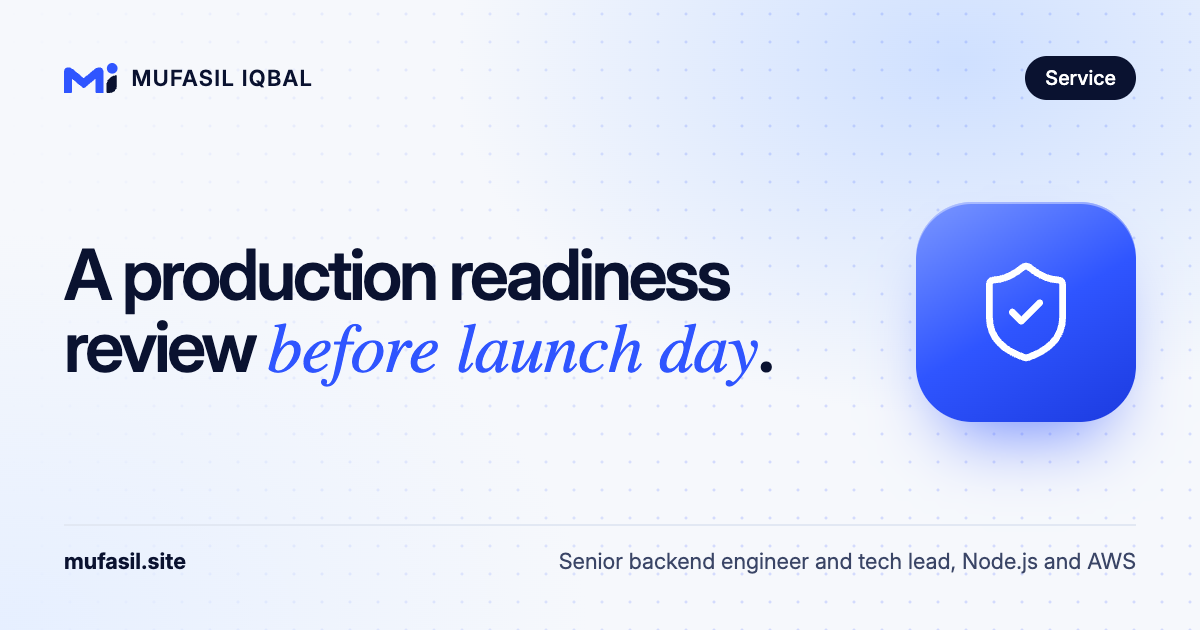 Mi MUFASIL IQBAL
Service
A production readiness
review before launch day.
mufasil.site
Senior backend engineer and tech lead, Node.js and AWS